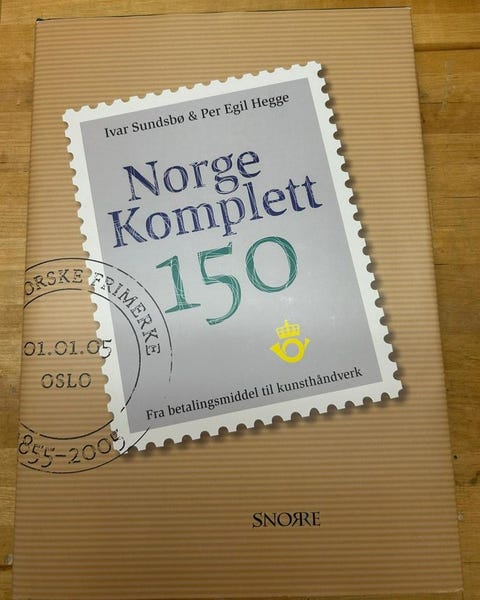 Ivar Sundsbø & Per Egil Hegge
Norge
Komplett
150
Fra betalingsmiddel til kunsthåndverk
ORSKE FRIMERKE
01.01.05
OSLO
855–2005
SNORRE